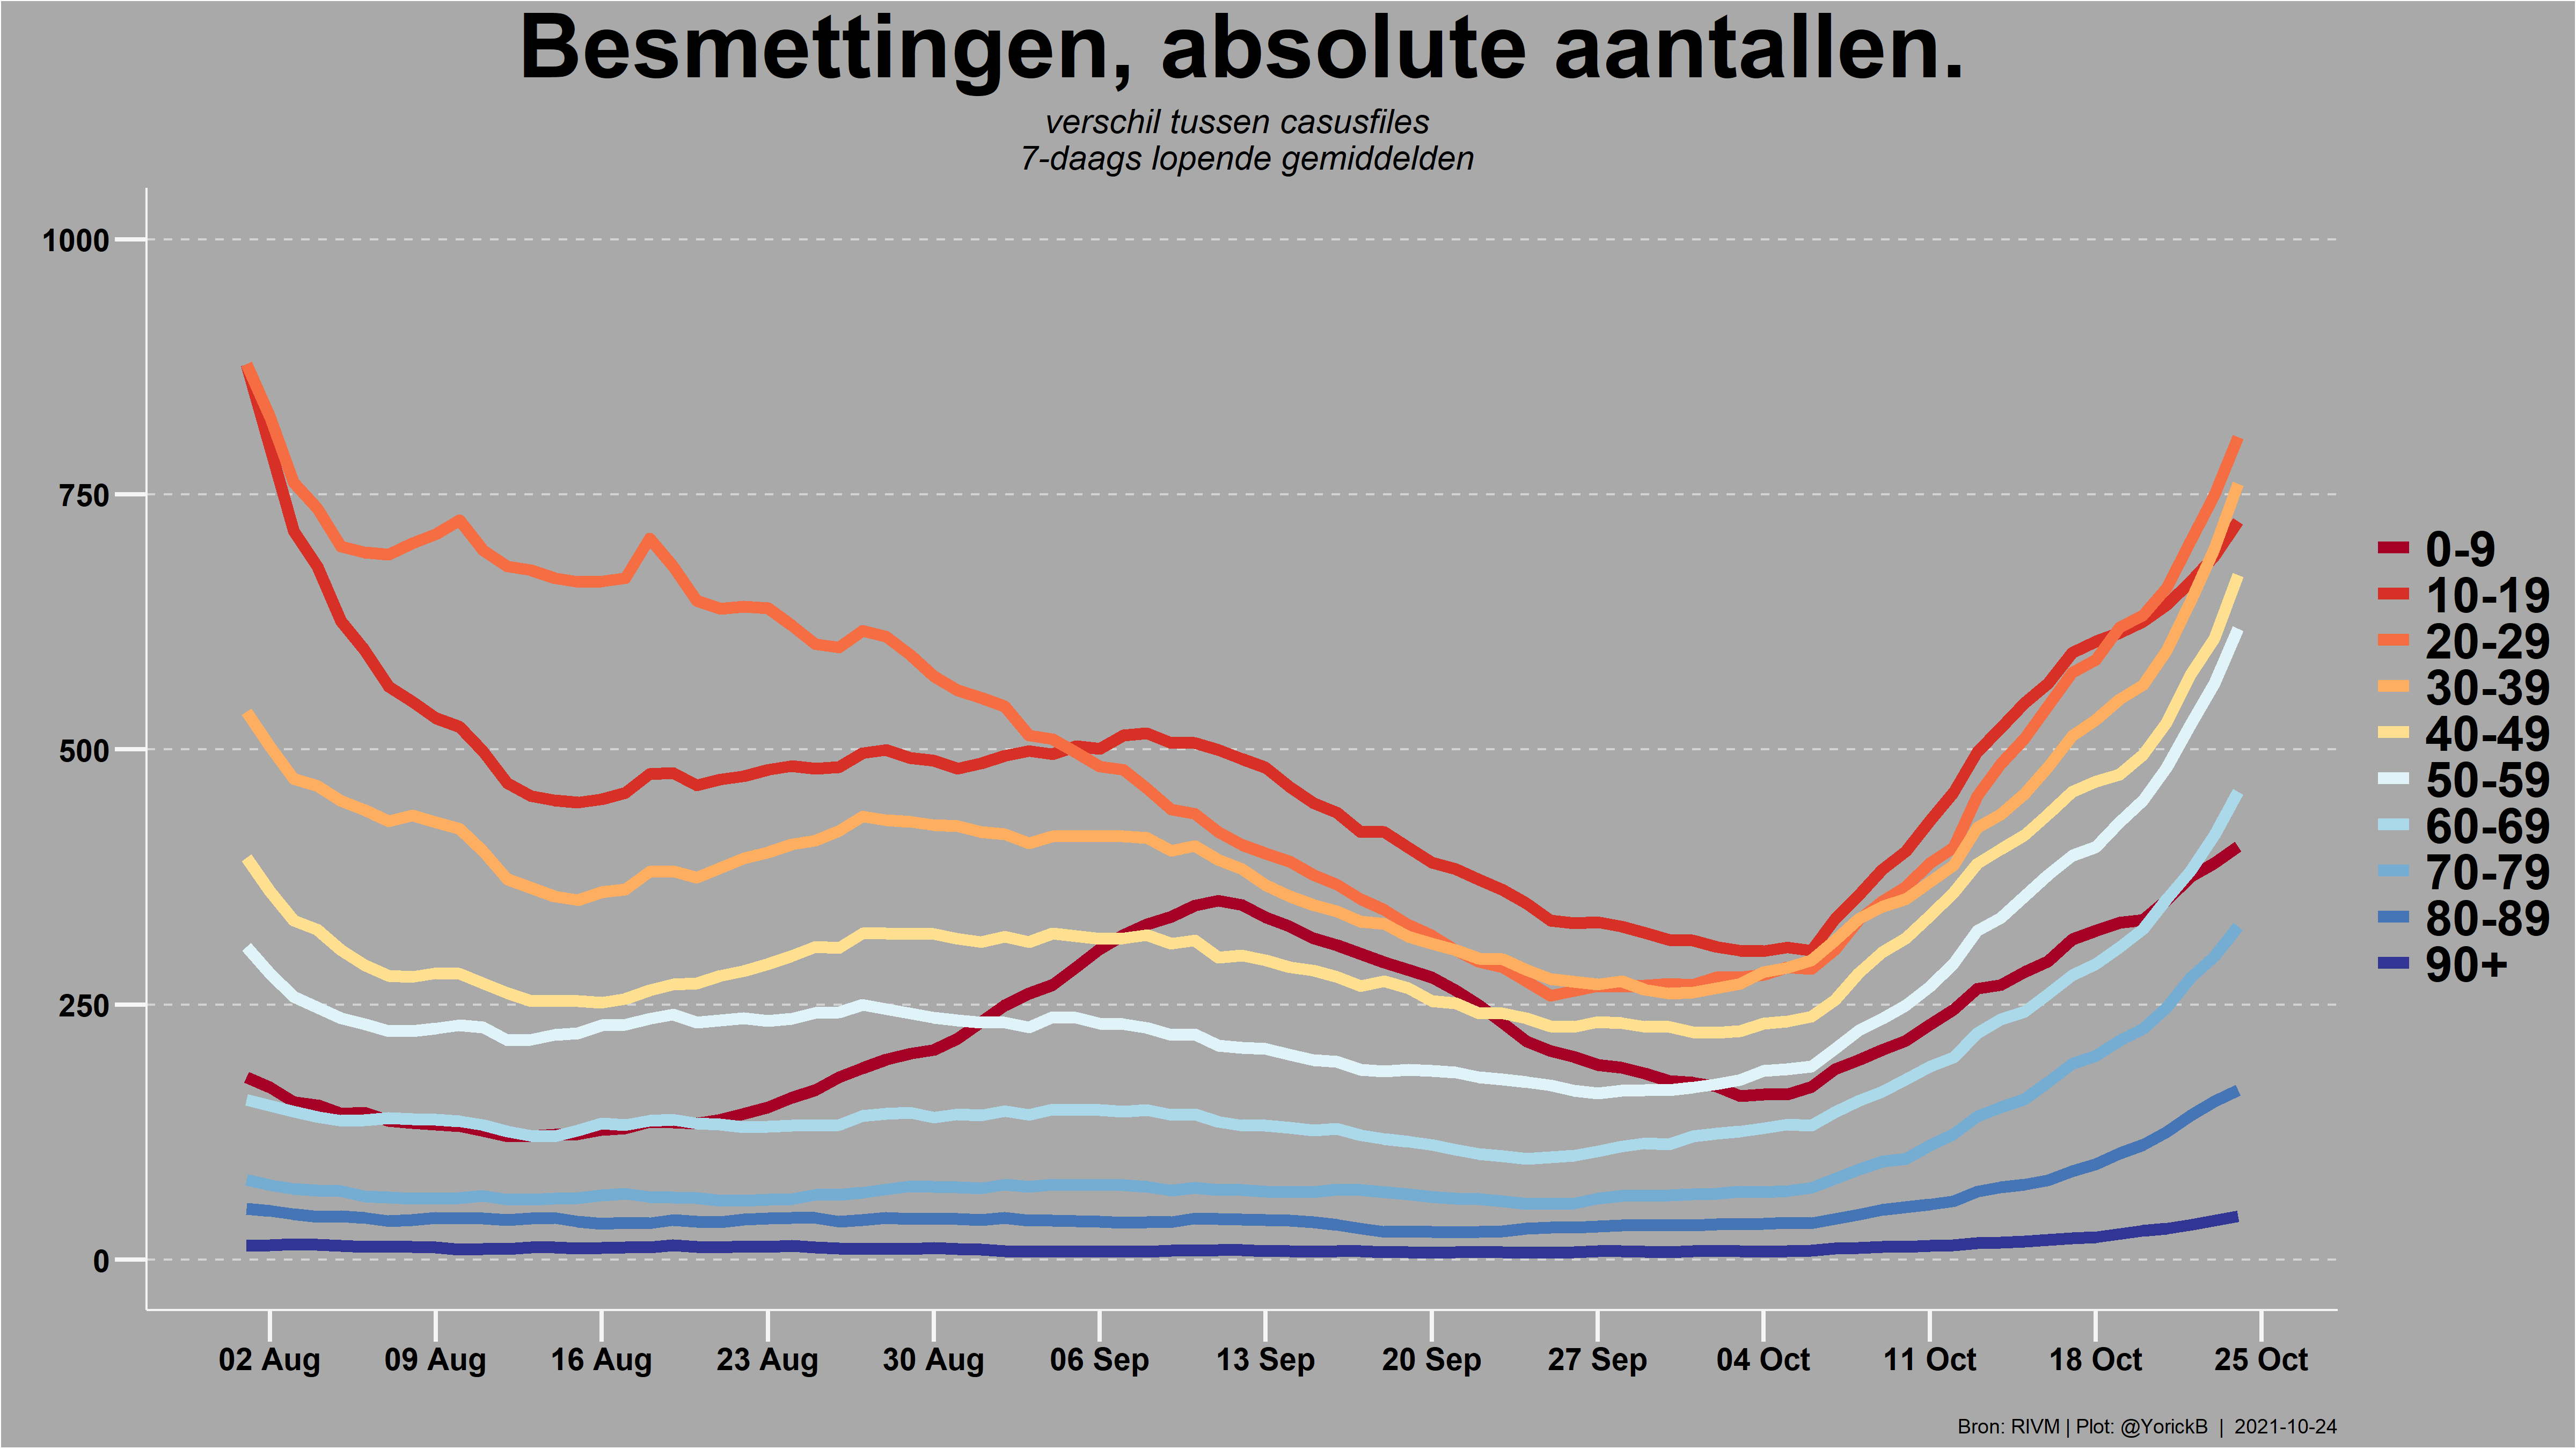 Besmettingen, absolute aantallen.
verschil tussen casusfiles
7-daags lopende gemiddelden
1000
750
500
250
0
0-9
10-19
20-29
30-39
40-49
50-59
60-69
70-79
80-89
90+
02 Aug
09 Aug
16 Aug
23 Aug
30 Aug
06 Sep
13 Sep
20 Sep
27 Sep
04 Oct
11 Oct
18 Oct
25 Oct
Bron: RIVM | Plot: @YorickB | 2021-10-24